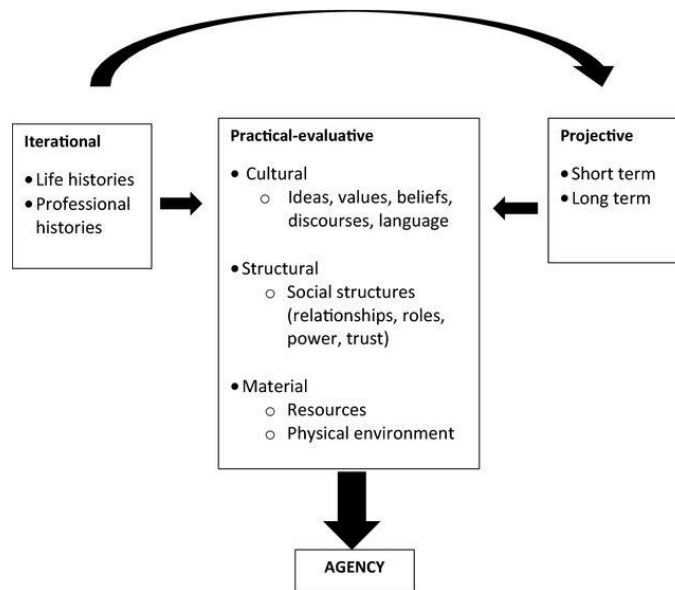 Iterational
• Life histories
• Professional
histories
Practical-evaluative
• Cultural
o Ideas, values, beliefs,
discourses, language
• Structural
o Social structures
(relationships, roles,
power, trust)
• Material
o Resources
o Physical environment
Projective
• Short term
• Long term
AGENCY